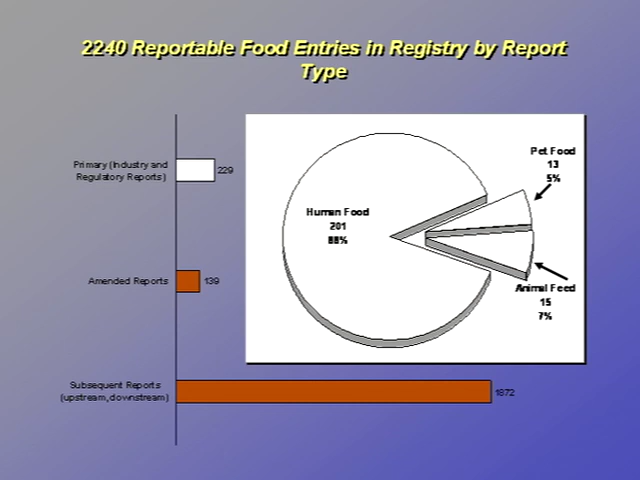 2240 Reportable Food Entries in Registry by Report
Type
Primary (Industry and
Regulatory Reports)
229
Pet Food
13
5%
Human Food
201
88%
Amended Reports
139
Animal Feed
15
7%
Subsequent Reports
(upstream, downstream)
1872